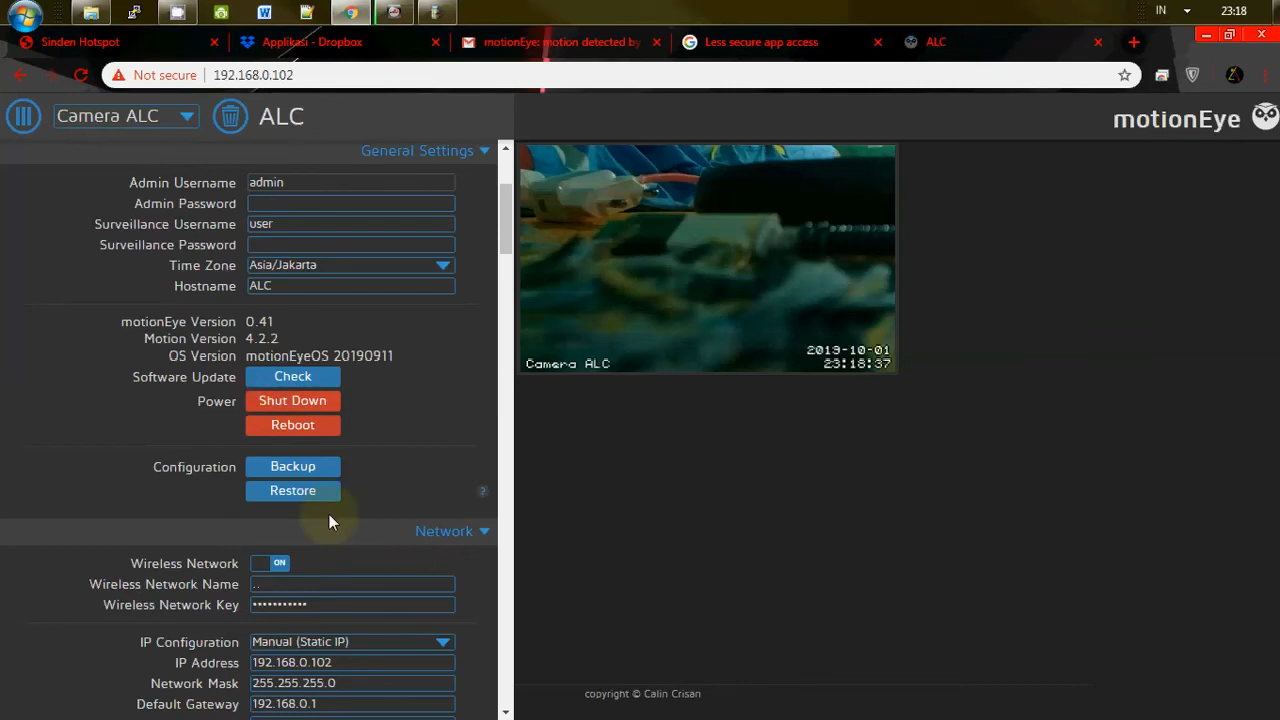 IN
23:18
Sinden Hotspot
Applikasi - Dropbox
motionEye: motion detected by
Less secure app access
ALC
Not secure
192.168.0.102
Camera ALC
ALC
motionEye
General Settings
Admin Username
admin
Admin Password
Surveillance Username
user
Surveillance Password
Time Zone
Asia/Jakarta
Hostname
ALC
motionEye Version
0.41
Motion Version
4.2.2
OS Version
motionEyeOS 20190911
Software Update
Check
Power
Shut Down
Reboot
Configuration
Backup
Restore
?
Network
Wireless Network
ON
Wireless Network Name
..
Wireless Network Key
•••••••••••
IP Configuration
Manual (Static IP)
IP Address
192.168.0.102
Network Mask
255.255.255.0
Default Gateway
192.168.0.1
Camera ALC
2019-10-01
23:18:37
copyright © Calin Crisan